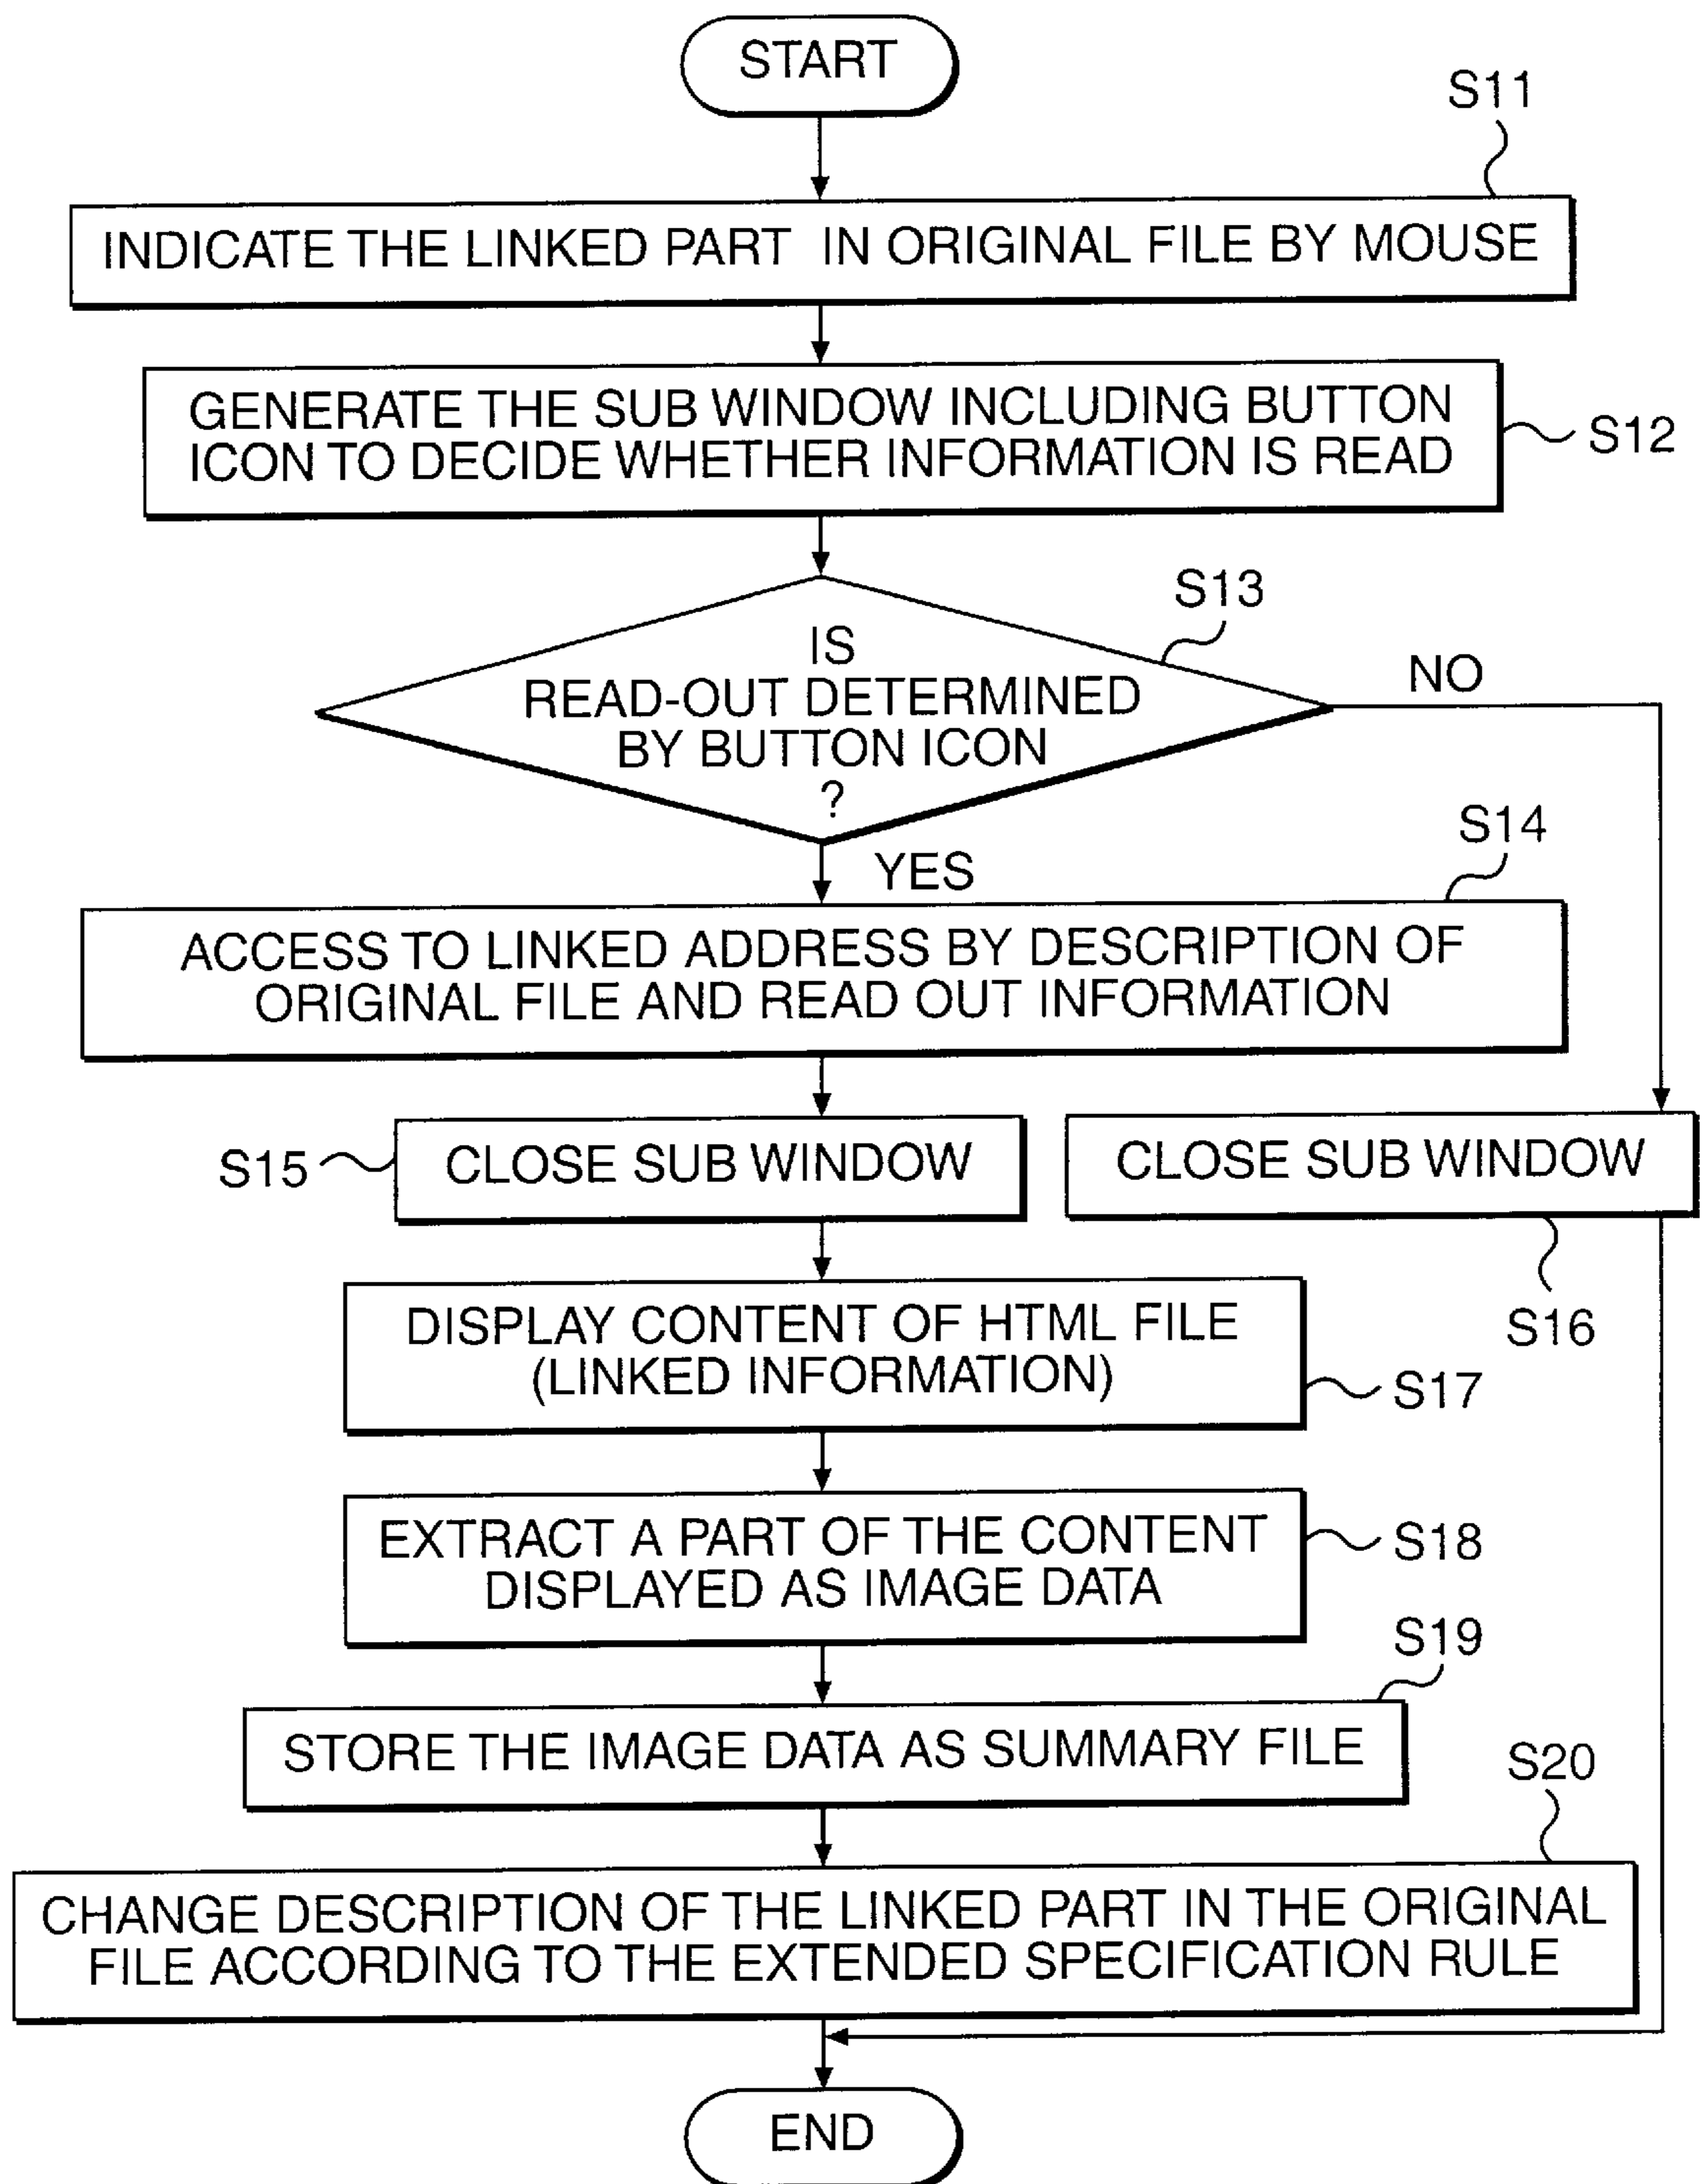 START
S11
INDICATE THE LINKED PART IN ORIGINAL FILE BY MOUSE
GENERATE THE SUB WINDOW INCLUDING BUTTON
ICON TO DECIDE WHETHER INFORMATION IS READ
S12
S13
IS
READ-OUT DETERMINED
BY BUTTON ICON
?
NO
YES
S14
ACCESS TO LINKED ADDRESS BY DESCRIPTION OF
ORIGINAL FILE AND READ OUT INFORMATION
S15
CLOSE SUB WINDOW
CLOSE SUB WINDOW
S16
DISPLAY CONTENT OF HTML FILE
(LINKED INFORMATION)
S17
EXTRACT A PART OF THE CONTENT
DISPLAYED AS IMAGE DATA
S18
S19
STORE THE IMAGE DATA AS SUMMARY FILE
S20
CHANGE DESCRIPTION OF THE LINKED PART IN THE ORIGINAL
FILE ACCORDING TO THE EXTENDED SPECIFICATION RULE
END